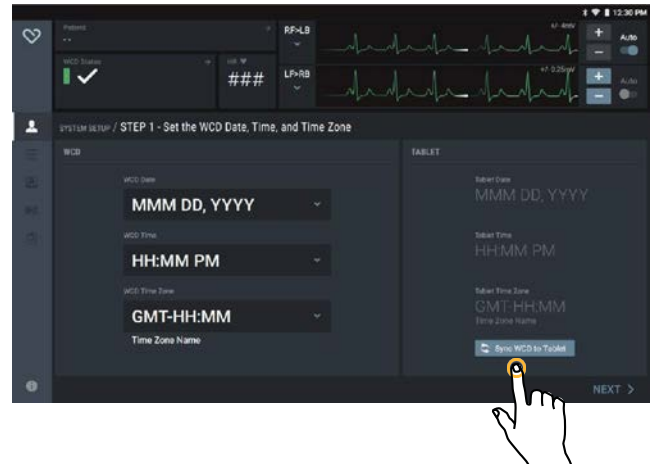 12:30 PM
Patient
--
RF>LB
+/- 4mV
+
Auto
−
WCD Status
HR
###
LF>RB
+/- 0.25mV
+
Auto
−
SYSTEM SETUP / STEP 1 - Set the WCD Date, Time, and Time Zone
WCD
TABLET
WCD Date
MMM DD, YYYY
Tablet Date
MMM DD, YYYY
WCD Time
HH:MM PM
Tablet Time
HH:MM PM
WCD Time Zone
GMT-HH:MM
Time Zone Name
Tablet Time Zone
GMT-HH:MM
Time Zone Name
Sync WCD to Tablet
NEXT >